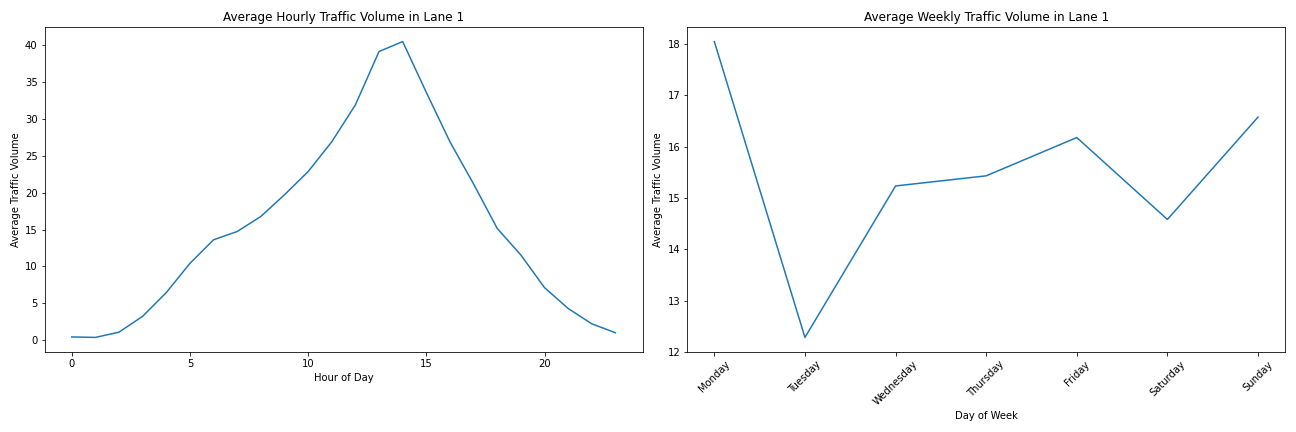 Average Hourly Traffic Volume in Lane 1
Average Traffic Volume
40
35
30
25
20
15
10
5
0
0 5 10 15 20
Hour of Day
Average Weekly Traffic Volume in Lane 1
Average Traffic Volume
18
17
16
15
14
13
12
Monday Tuesday Wednesday Thursday Friday Saturday Sunday
Day of Week